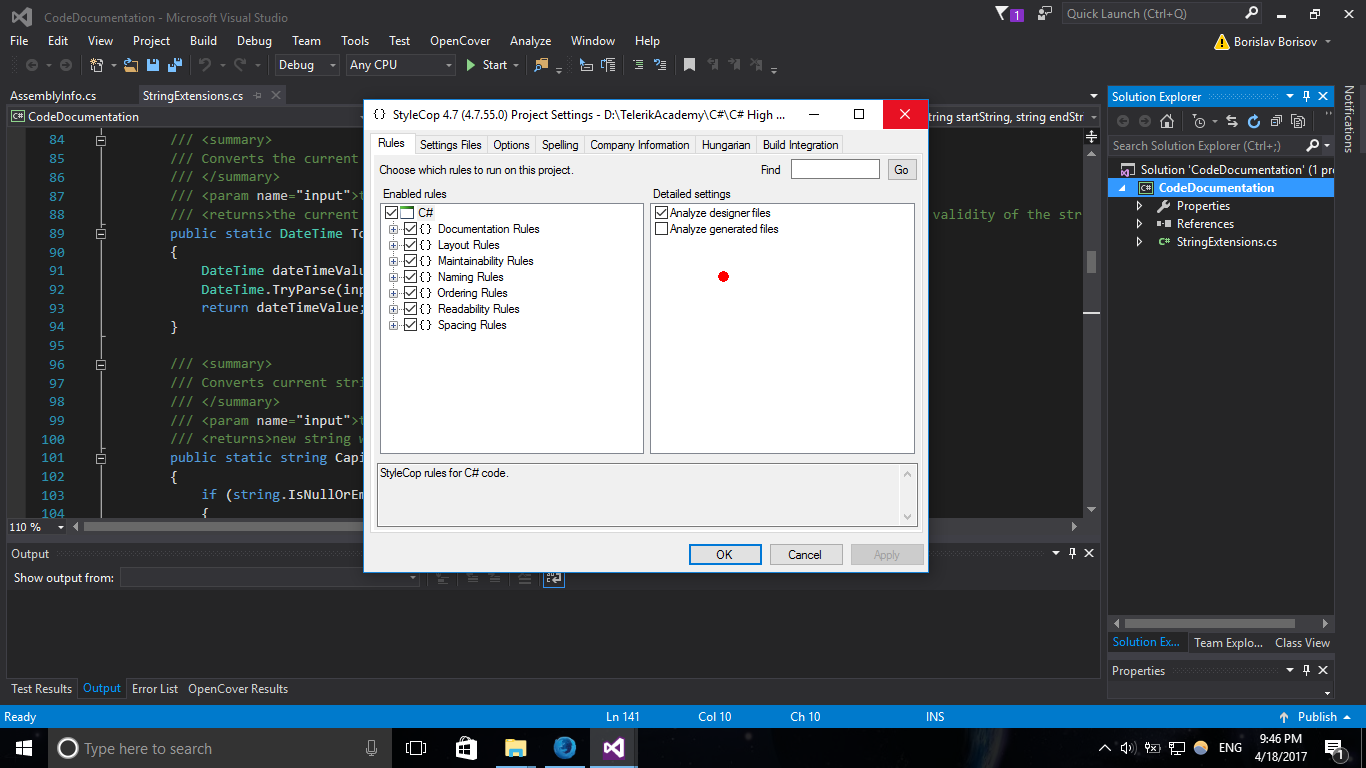 CodeDocumentation - Microsoft Visual Studio
1
Quick Launch (Ctrl+Q)
File Edit View Project Build Debug Team Tools Test OpenCover Analyze Window Help
Borislav Borisov
Debug Any CPU Start
AssemblyInfo.cs StringExtensions.cs
CodeDocumentation
tring startString, string endStr
84 /// <summary>
85 /// Converts the current
86 /// </summary>
87 /// <param name="input">t
88 /// <returns>the current validity of the str
89 public static DateTime To
90 {
91 DateTime dateTimeValu
92 DateTime.TryParse(inp
93 return dateTimeValue;
94 }
95
96 /// <summary>
97 /// Converts current stri
98 /// </summary>
99 /// <param name="input">t
100 /// <returns>new string w
101 public static string Capi
102 {
103 if (string.IsNullOrEm
104 {
110 %
StyleCop 4.7 (4.7.55.0) Project Settings - D:\TelerikAcademy\C#\C# High ...
Rules Settings Files Options Spelling Company Information Hungarian Build Integration
Choose which rules to run on this project. Find Go
Enabled rules
C#
{} Documentation Rules
{} Layout Rules
{} Maintainability Rules
{} Naming Rules
{} Ordering Rules
{} Readability Rules
{} Spacing Rules
Detailed settings
Analyze designer files
Analyze generated files
StyleCop rules for C# code.
OK Cancel Apply
Solution Explorer
Search Solution Explorer (Ctrl+;)
Solution 'CodeDocumentation' (1 pr
CodeDocumentation
Properties
References
C# StringExtensions.cs
Solution Ex... Team Explo... Class View
Properties
Notifications
Output
Show output from:
Test Results Output Error List OpenCover Results
Ready Ln 141 Col 10 Ch 10 INS Publish
Type here to search
ENG
9:46 PM
4/18/2017
1